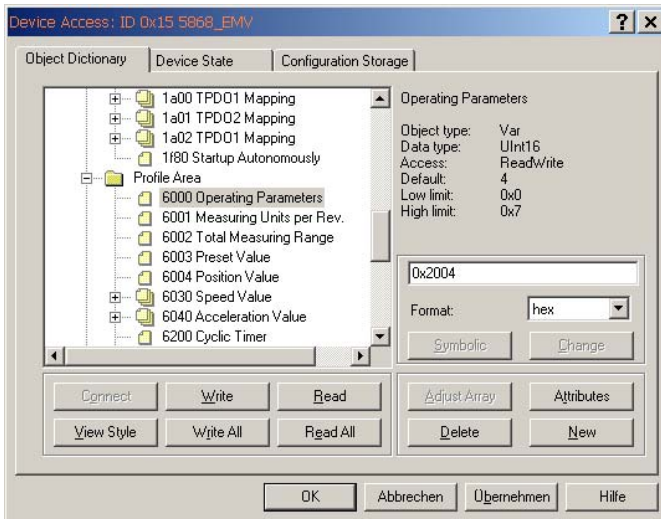 Device Access: ID 0x15 5868_EMV
Object Dictionary
Device State
Configuration Storage
1a00 TPDO1 Mapping
1a01 TPDO2 Mapping
1a02 TPDO1 Mapping
1f80 Startup Autonomously
Profile Area
6000 Operating Parameters
6001 Measuring Units per Rev.
6002 Total Measuring Range
6003 Preset Value
6004 Position Value
6030 Speed Value
6040 Acceleration Value
6200 Cyclic Timer
Operating Parameters
Object type: Var
Data type: UInt16
Access: ReadWrite
Default: 4
Low limit: 0x0
High limit: 0x7
0x2004
Format: hex
Symbolic
Change
Connect
Write
Read
View Style
Write All
Read All
Adjust Array
Attributes
Delete
New
OK
Abbrechen
Übernehmen
Hilfe